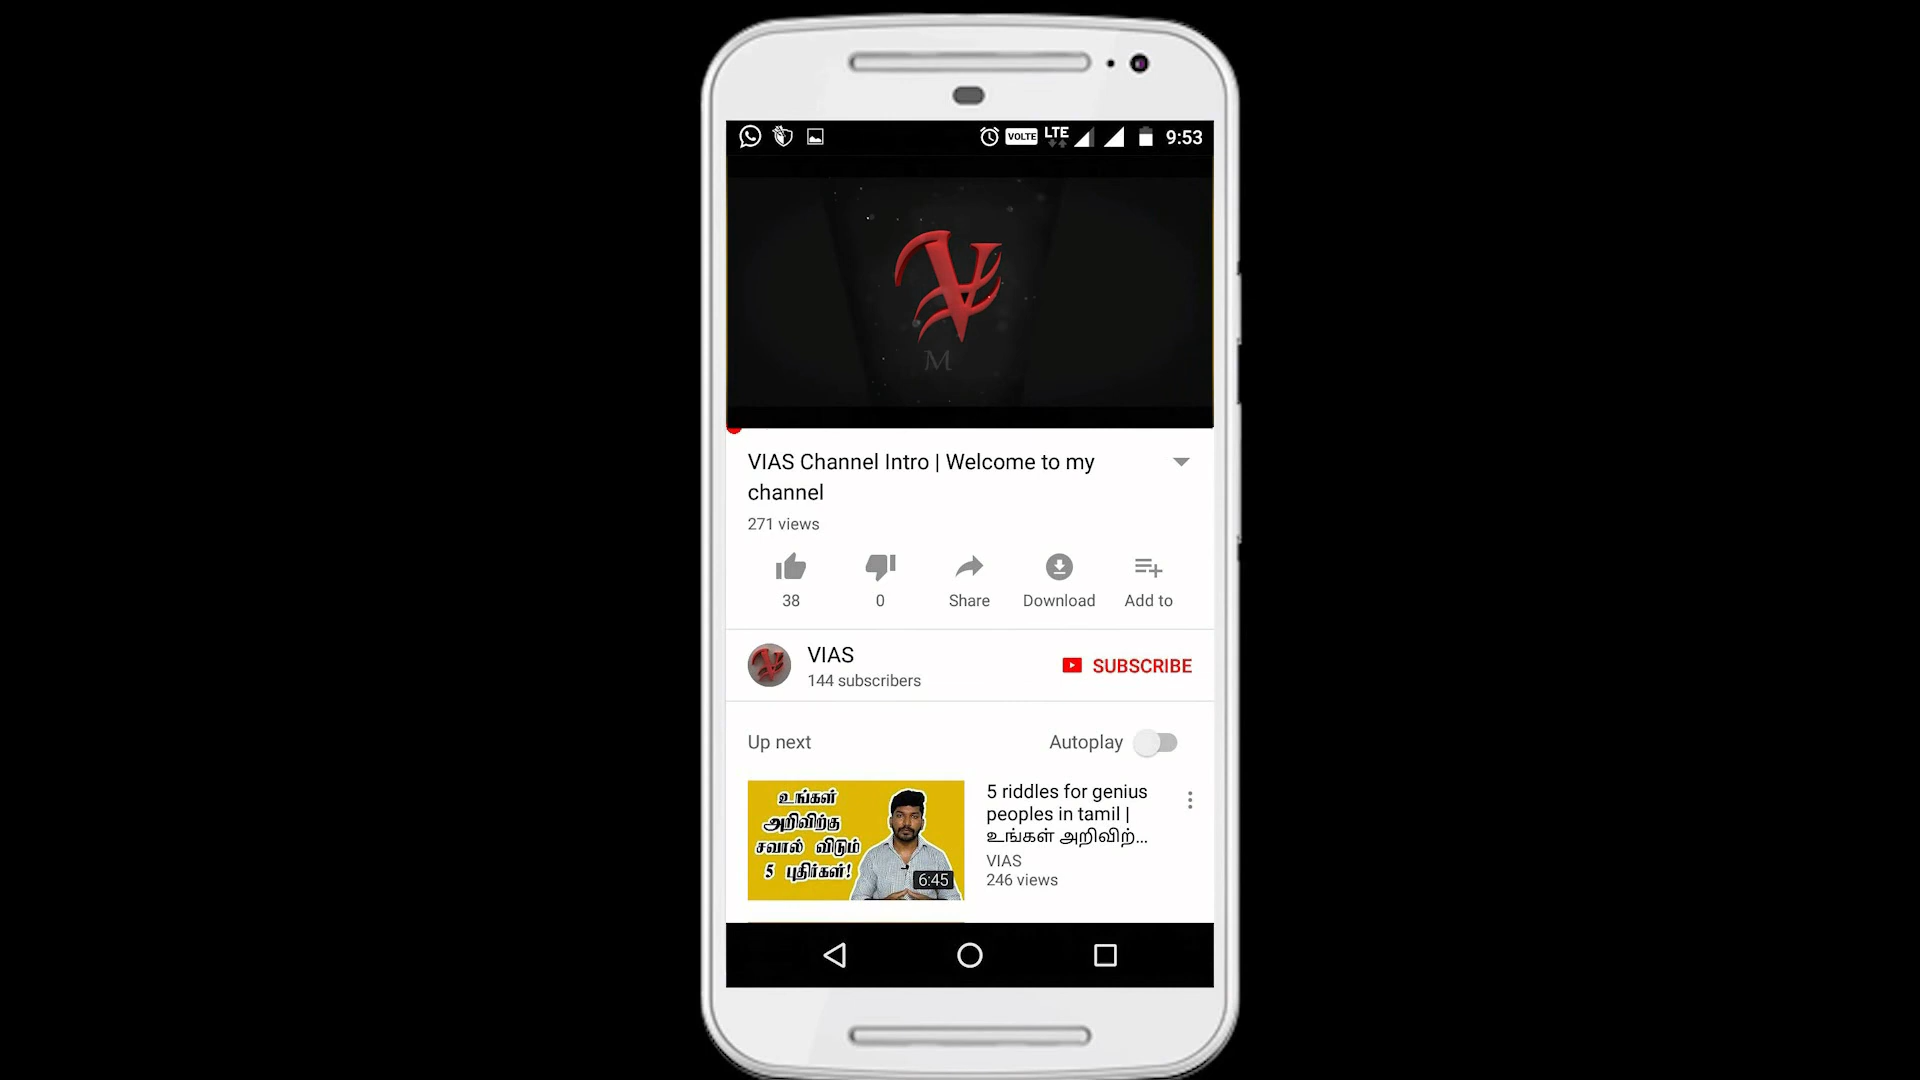 VOLTE LTE 9:53
V
M
VIAS Channel Intro | Welcome to my
channel
271 views
38 0 Share Download Add to
VIAS
144 subscribers
SUBSCRIBE
Up next Autoplay
உங்கள்
அறிவிற்கு
சவால் விடும்
5 புதிர்கள்!
6:45
5 riddles for genius
peoples in tamil |
உங்கள் அறிவிற்...
VIAS
246 views